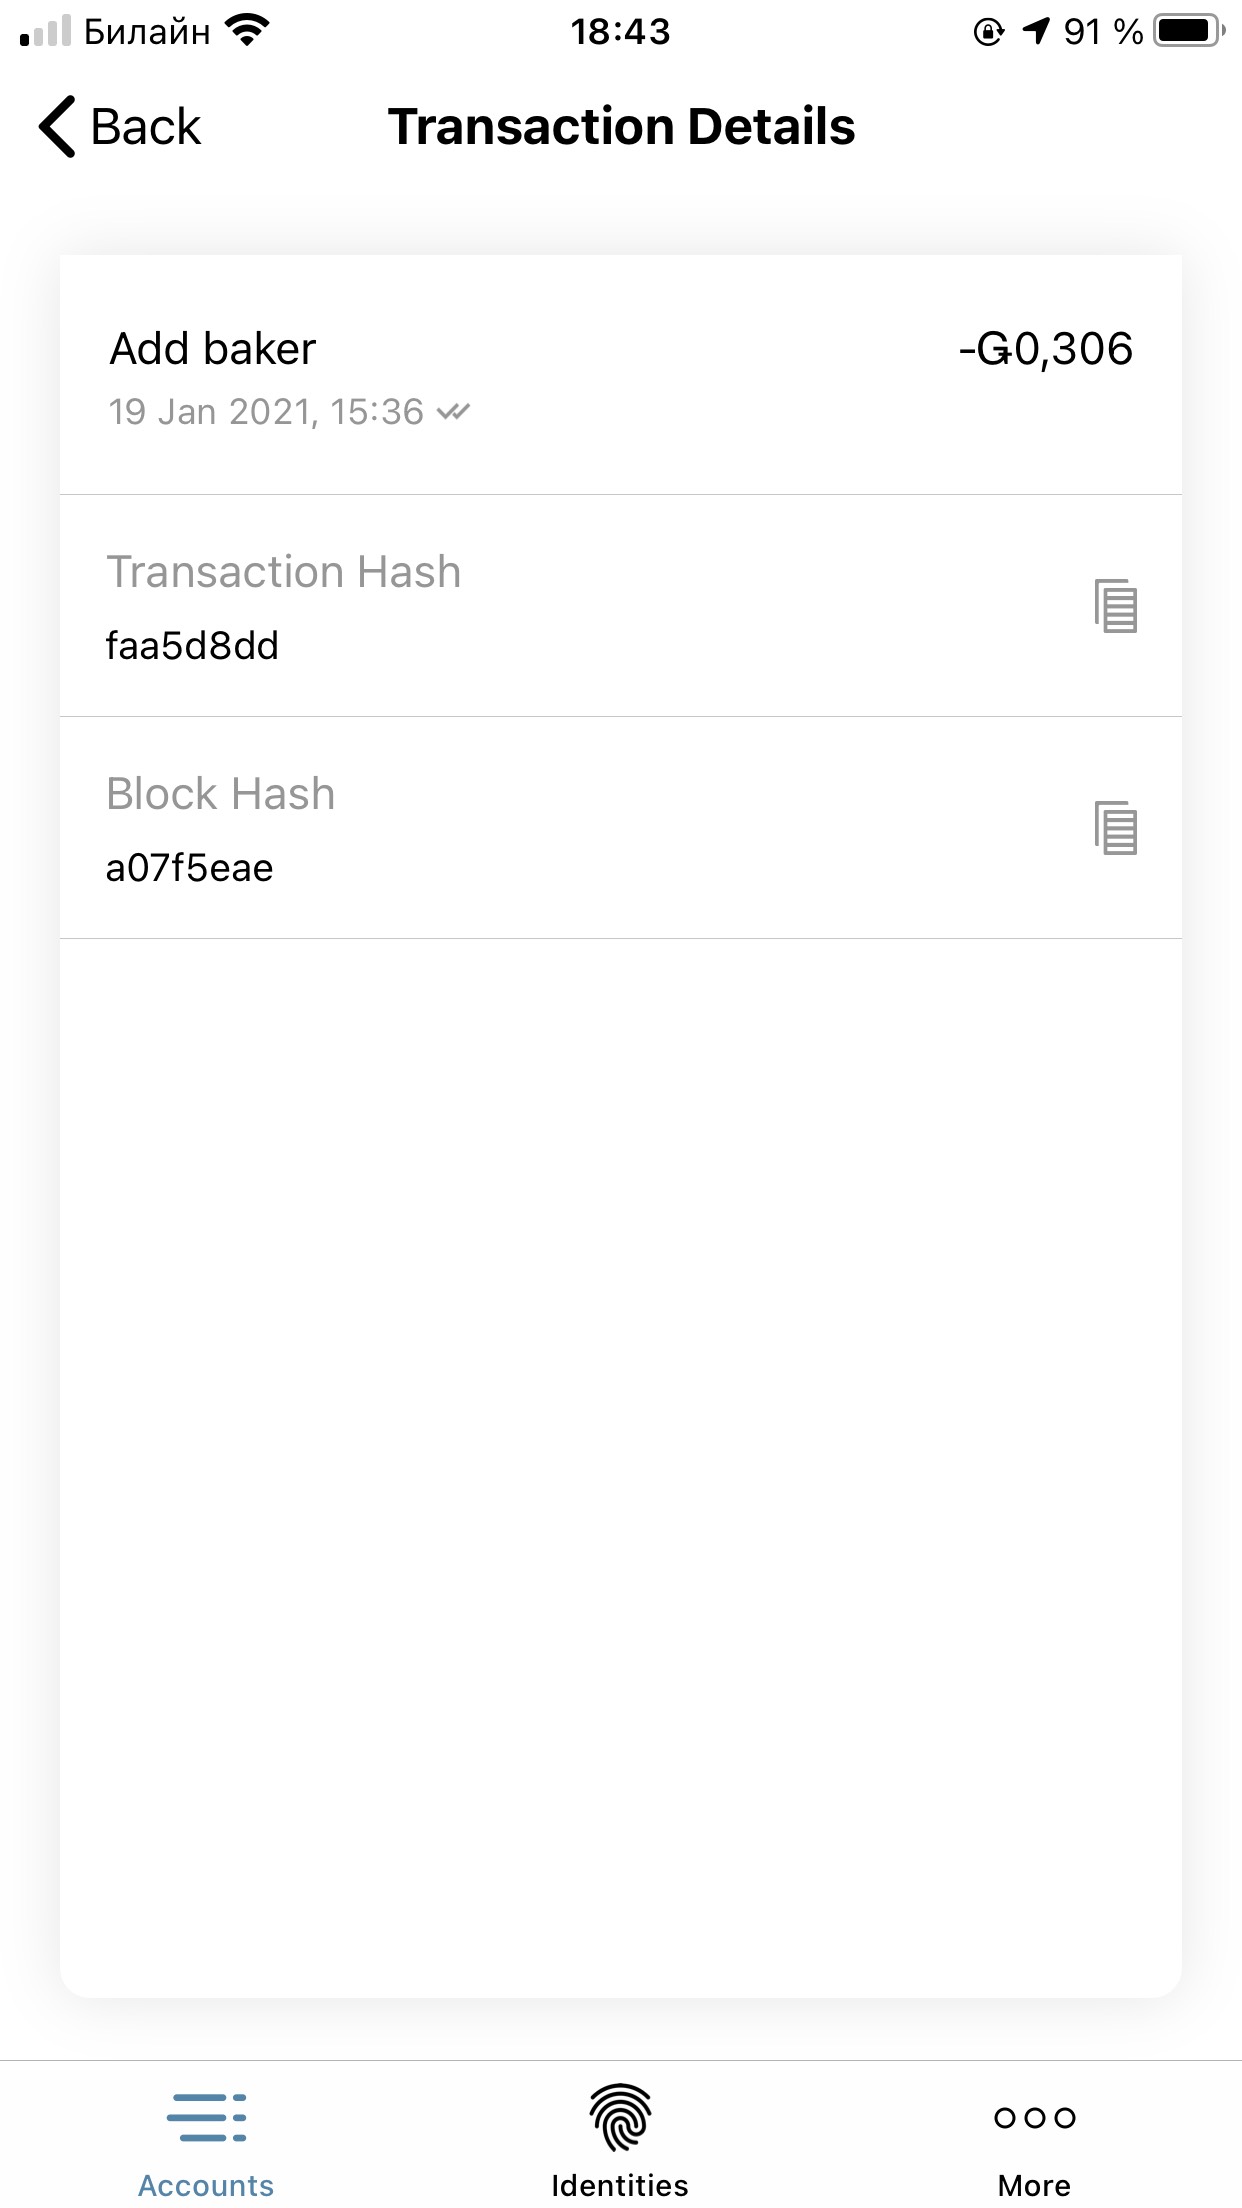 Билайн 18:43 91 %
Back Transaction Details
Add baker -Ǥ0,306
19 Jan 2021, 15:36
Transaction Hash
faa5d8dd
Block Hash
a07f5eae
Accounts Identities More